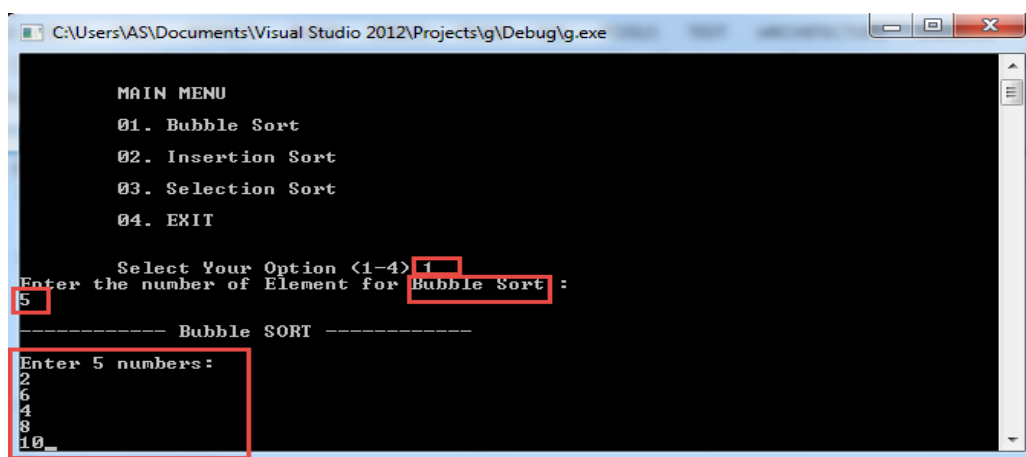 C:\Users\AS\Documents\Visual Studio 2012\Projects\g\Debug\g.exe
MAIN MENU
01. Bubble Sort
02. Insertion Sort
03. Selection Sort
04. EXIT
Select Your Option (1-4) 1
Enter the number of Element for Bubble Sort :
5
------------ Bubble SORT ------------
Enter 5 numbers:
2
6
4
8
10_